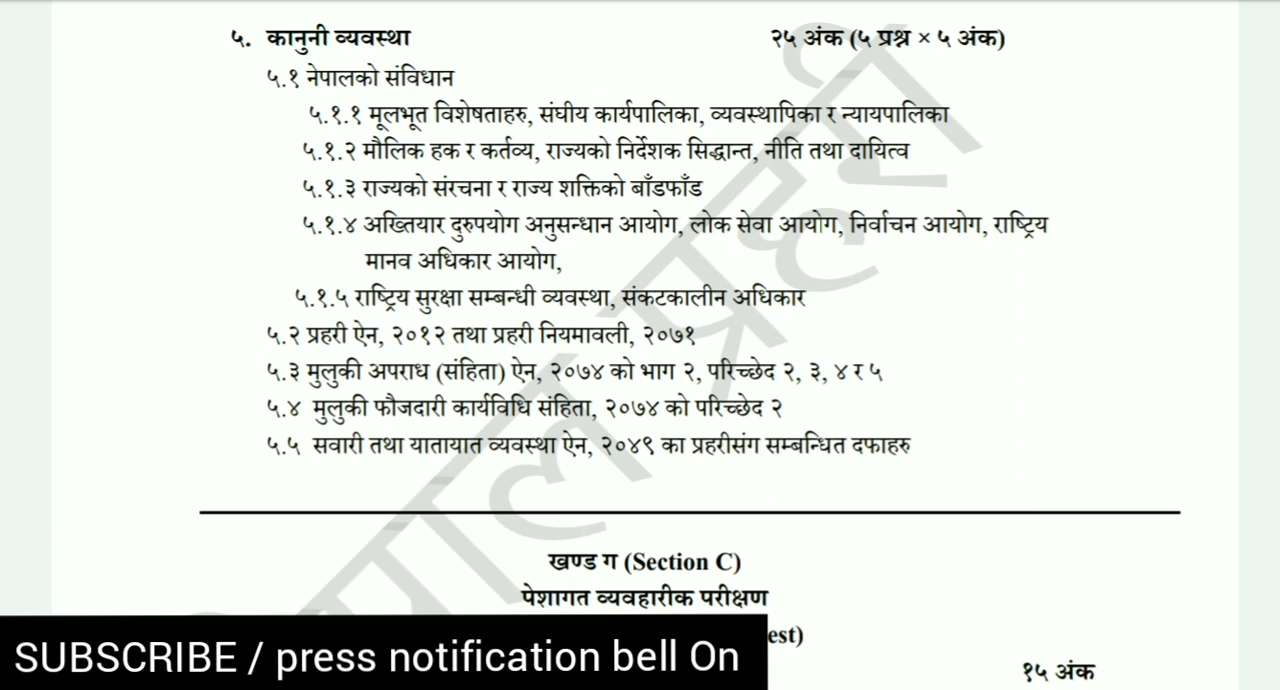 ५. कानुनी व्यवस्था २५ अंक (५ प्रश्न × ५ अंक)
५.१ नेपालको संविधान
५.१.१ मूलभूत विशेषताहरु, संघीय कार्यपालिका, व्यवस्थापिका र न्यायपालिका
५.१.२ मौलिक हक र कर्तव्य, राज्यको निर्देशक सिद्धान्त, नीति तथा दायित्व
५.१.३ राज्यको संरचना र राज्य शक्तिको बाँडफाँड
५.१.४ अख्तियार दुरुपयोग अनुसन्धान आयोग, लोक सेवा आयोग, निर्वाचन आयोग, राष्ट्रिय
मानव अधिकार आयोग,
५.१.५ राष्ट्रिय सुरक्षा सम्बन्धी व्यवस्था, संकटकालीन अधिकार
५.२ प्रहरी ऐन, २०१२ तथा प्रहरी नियमावली, २०७१
५.३ मुलुकी अपराध (संहिता) ऐन, २०७४ को भाग २, परिच्छेद २, ३, ४ र ५
५.४ मुलुकी फौजदारी कार्यविधि संहिता, २०७४ को परिच्छेद २
५.५ सवारी तथा यातायात व्यवस्था ऐन, २०४९ का प्रहरीसंग सम्बन्धित दफाहरु
खण्ड ग (Section C)
पेशागत व्यवहारीक परीक्षण
est)
SUBSCRIBE / press notification bell On
१५ अंक